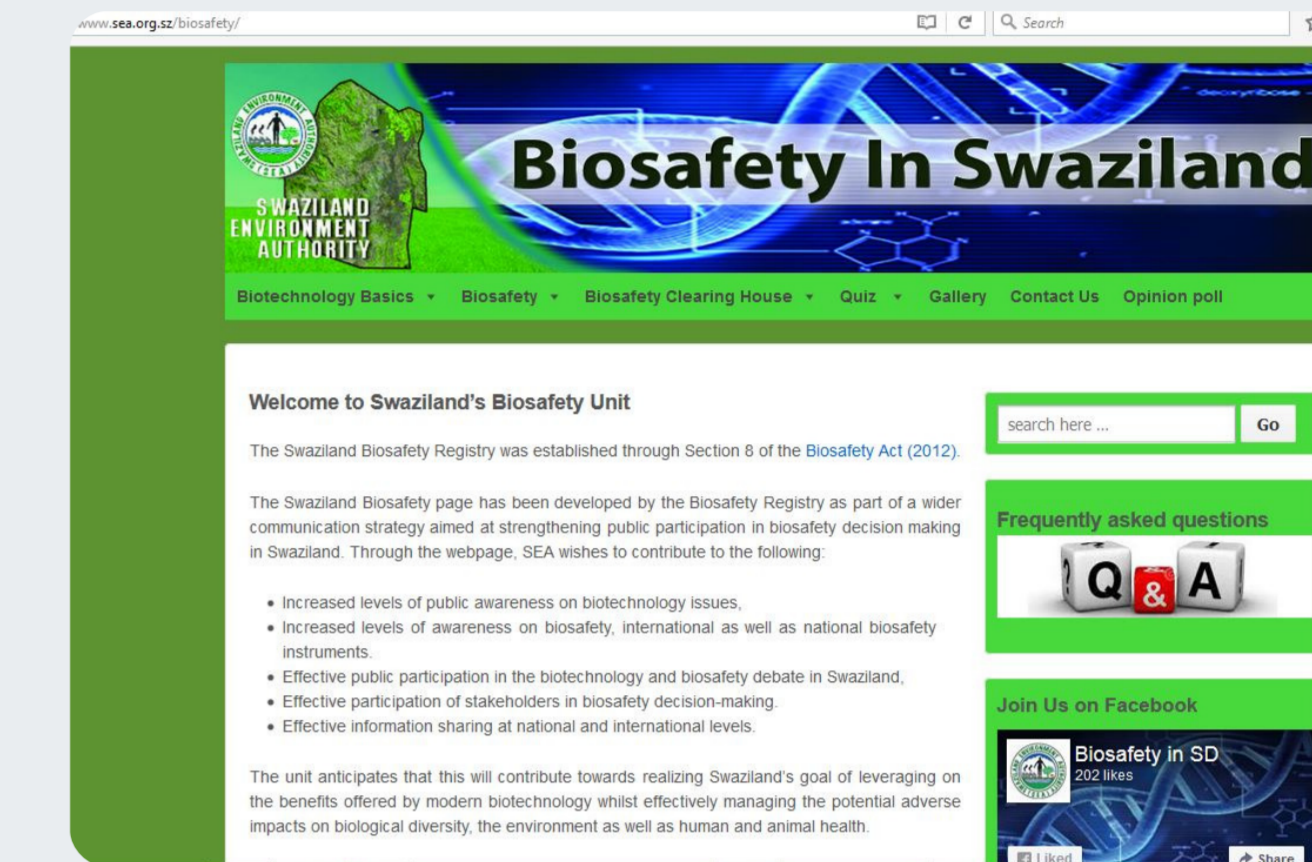 www.sea.org.sz/biosafety/
Search
SWAZILAND ENVIRONMENT AUTHORITY
(SEA)
SWAZILAND
ENVIRONMENT
AUTHORITY
deoxyribose
Biosafety In Swaziland
Biotechnology Basics
Biosafety
Biosafety Clearing House
Quiz
Gallery
Contact Us
Opinion poll
Welcome to Swaziland's Biosafety Unit
The Swaziland Biosafety Registry was established through Section 8 of the Biosafety Act (2012).
The Swaziland Biosafety page has been developed by the Biosafety Registry as part of a wider
communication strategy aimed at strengthening public participation in biosafety decision making
in Swaziland. Through the webpage, SEA wishes to contribute to the following:
• Increased levels of public awareness on biotechnology issues,
• Increased levels of awareness on biosafety, international as well as national biosafety
instruments.
• Effective public participation in the biotechnology and biosafety debate in Swaziland,
• Effective participation of stakeholders in biosafety decision-making.
• Effective information sharing at national and international levels.
The unit anticipates that this will contribute towards realizing Swaziland's goal of leveraging on
the benefits offered by modern biotechnology whilst effectively managing the potential adverse
impacts on biological diversity, the environment as well as human and animal health.
search here ...
Go
Frequently asked questions
Q & A
Join Us on Facebook
Biosafety in SD
202 likes
Liked
Share